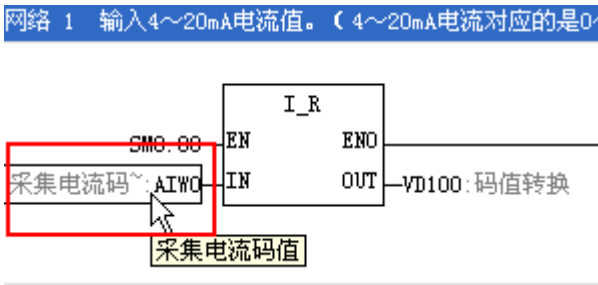 网络 1 输入4～20mA电流值。(4～20mA电流对应的是0~
I_R
SM0.00 EN ENO
采集电流码~:AIW0 IN OUT VD100:码值转换
采集电流码值